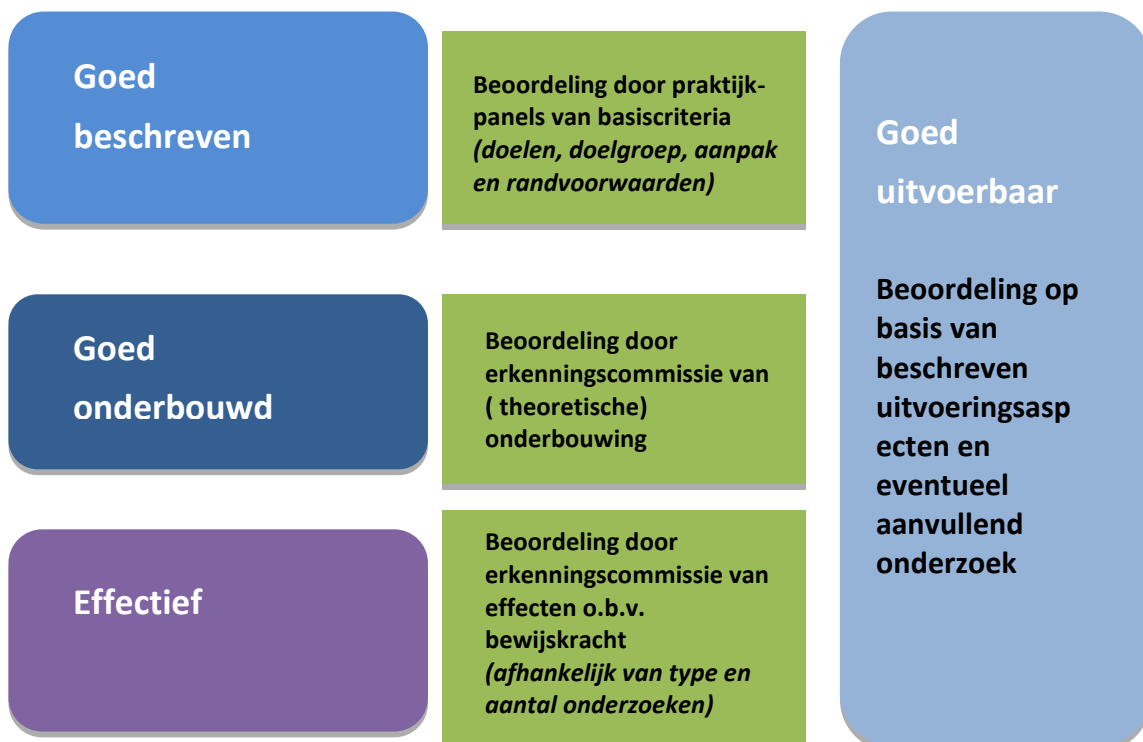 Goed
beschreven
Beoordeling door praktijk-
panels van basiscriteria
(doelen, doelgroep, aanpak
en randvoorwaarden)
Goed
onderbouwd
Beoordeling door
erkenningscommissie van
( theoretische)
onderbouwing
Effectief
Beoordeling door
erkenningscommissie van
effecten o.b.v.
bewijskracht
(afhankelijk van type en
aantal onderzoeken)
Goed
uitvoerbaar
Beoordeling op
basis van
beschreven
uitvoeringsasp
ecten en
eventueel
aanvullend
onderzoek